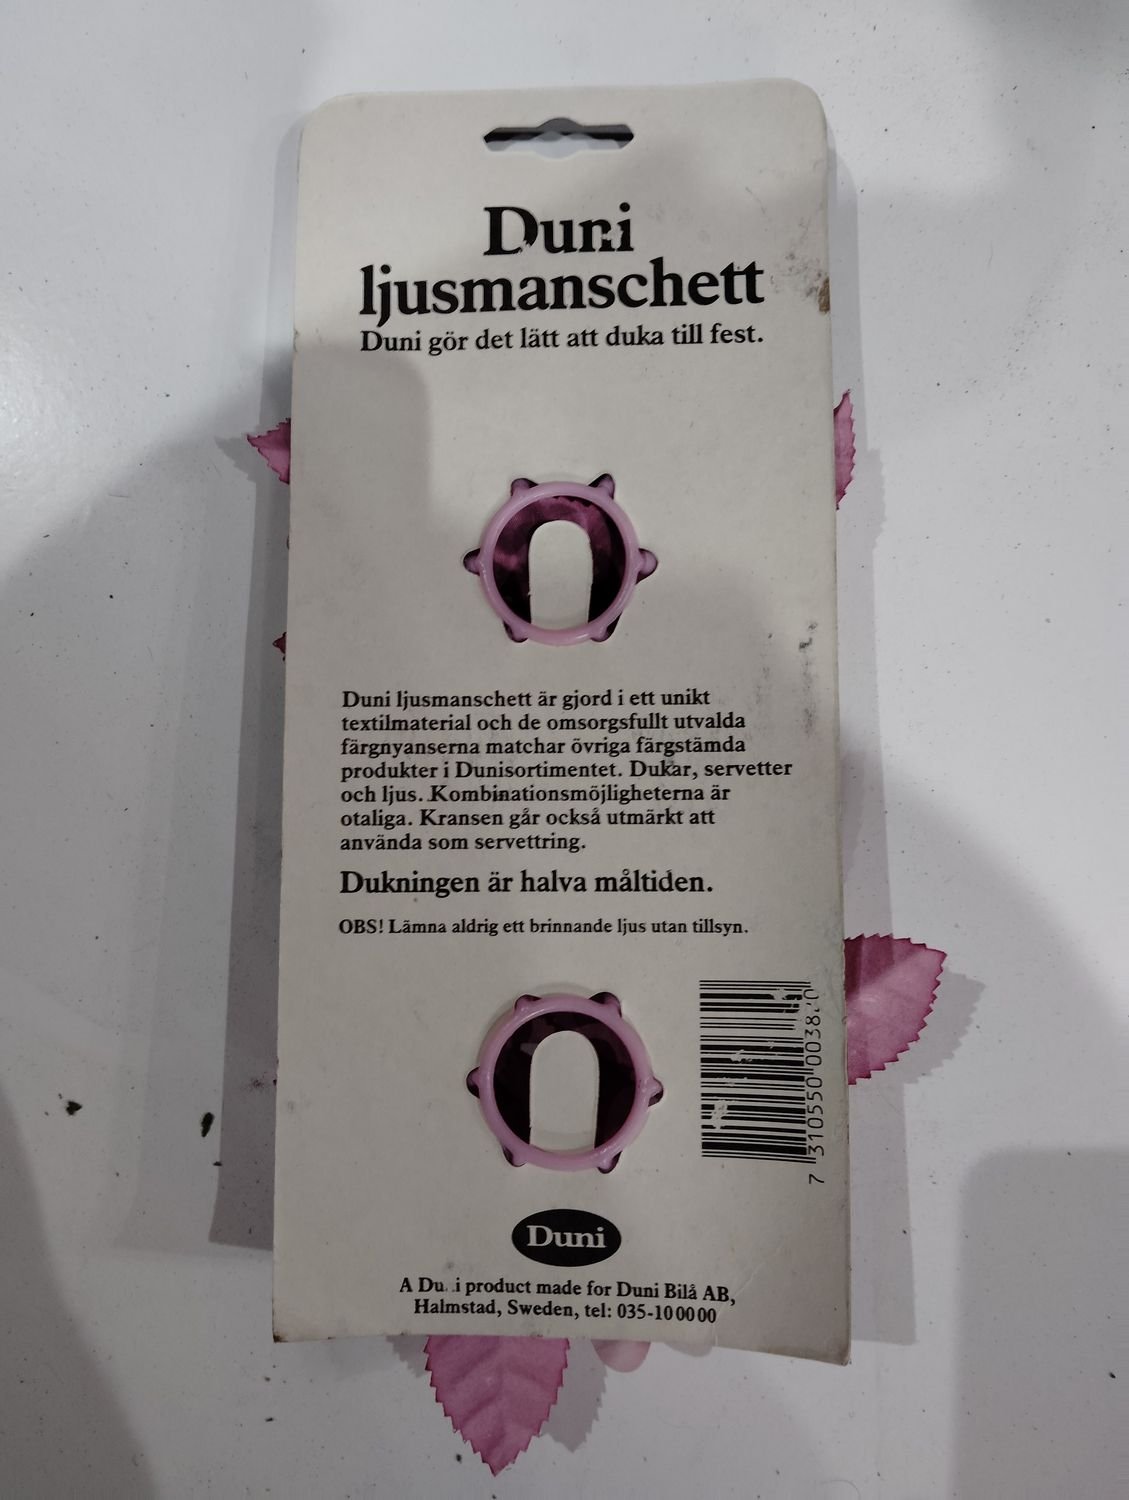 Duni
ljusmanschett
Duni gör det lätt att duka till fest.
Duni ljusmanschett är gjord i ett unikt
textilmaterial och de omsorgsfullt utvalda
färgnyanserna matchar övriga färgstämda
produkter i Dunisortimentet. Dukar, servetter
och ljus. Kombinationsmöjligheterna är
otaliga. Kransen går också utmärkt att
använda som servettring.
Dukningen är halva måltiden.
OBS! Lämna aldrig ett brinnande ljus utan tillsyn.
Duni
A Duni product made for Duni Bilå AB,
Halmstad, Sweden, tel: 035-10 00 00